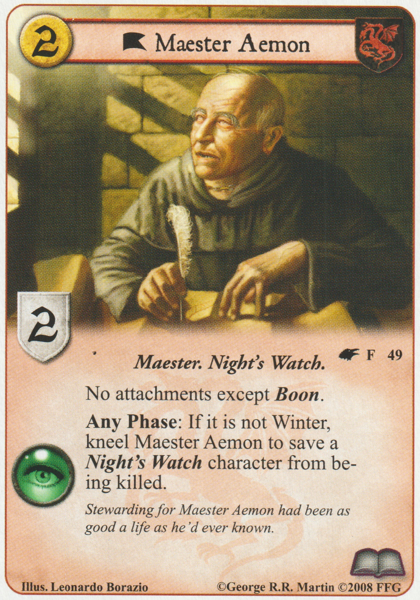 2 Maester Aemon
2
Maester. Night's Watch.
F 49
No attachments except Boon.
Any Phase: If it is not Winter,
kneel Maester Aemon to save a
Night's Watch character from be-
ing killed.
Stewarding for Maester Aemon had been as
good a life as he'd ever known.
Illus. Leonardo Borazio ©George R.R. Martin ©2008 FFG